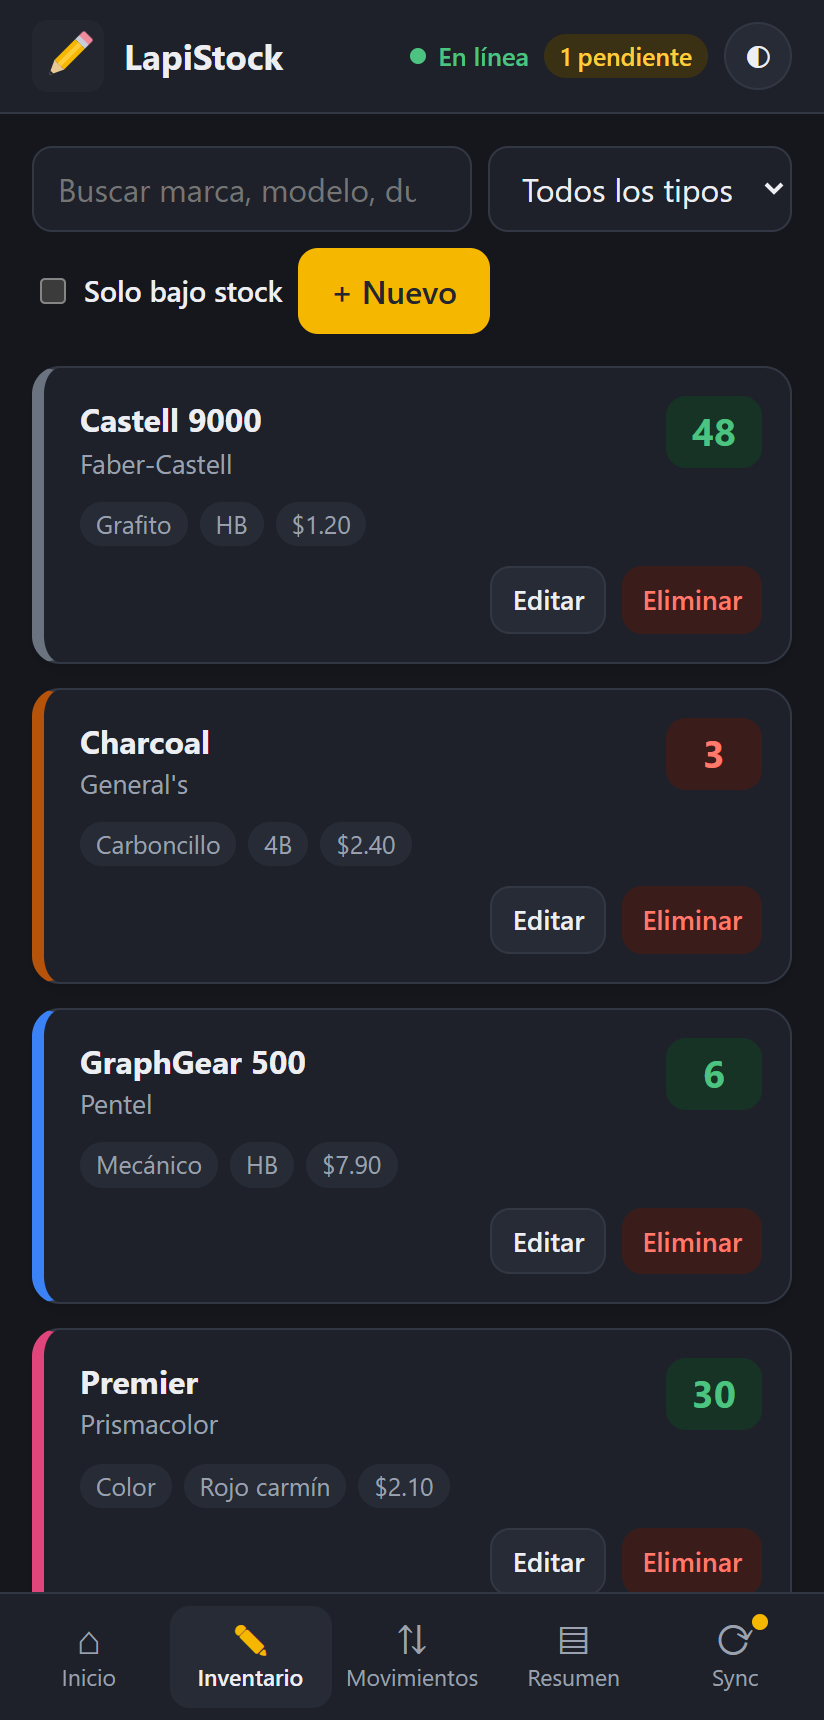 LapiStock
En línea
1 pendiente
Buscar marca, modelo, du
Todos los tipos
Solo bajo stock
+ Nuevo
Castell 9000
48
Faber-Castell
Grafito HB $1.20
Editar Eliminar
Charcoal
3
General's
Carboncillo 4B $2.40
Editar Eliminar
GraphGear 500
6
Pentel
Mecánico HB $7.90
Editar Eliminar
Premier
30
Prismacolor
Color Rojo carmín $2.10
Editar Eliminar
Inicio Inventario Movimientos Resumen Sync